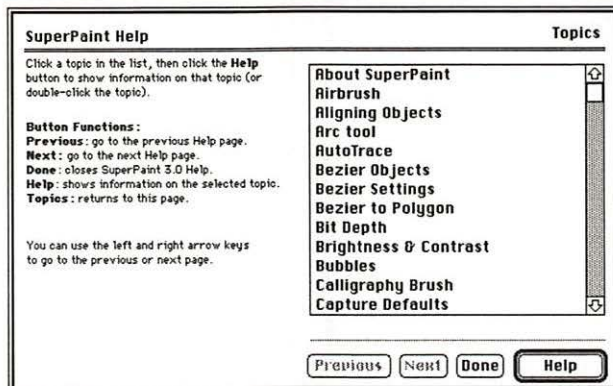 SuperPaint Help
Topics
Click a topic in the list, then click the Help
button to show information on that topic (or
double-click the topic).
Button Functions:
Previous: go to the previous Help page.
Next: go to the next Help page.
Done: closes SuperPaint 3.0 Help.
Help: shows information on the selected topic.
Topics: returns to this page.
You can use the left and right arrow keys
to go to the previous or next page.
About SuperPaint
Airbrush
Aligning Objects
Arc tool
AutoTrace
Bezier Objects
Bezier Settings
Bezier to Polygon
Bit Depth
Brightness & Contrast
Bubbles
Calligraphy Brush
Capture Defaults
Previous Next Done Help